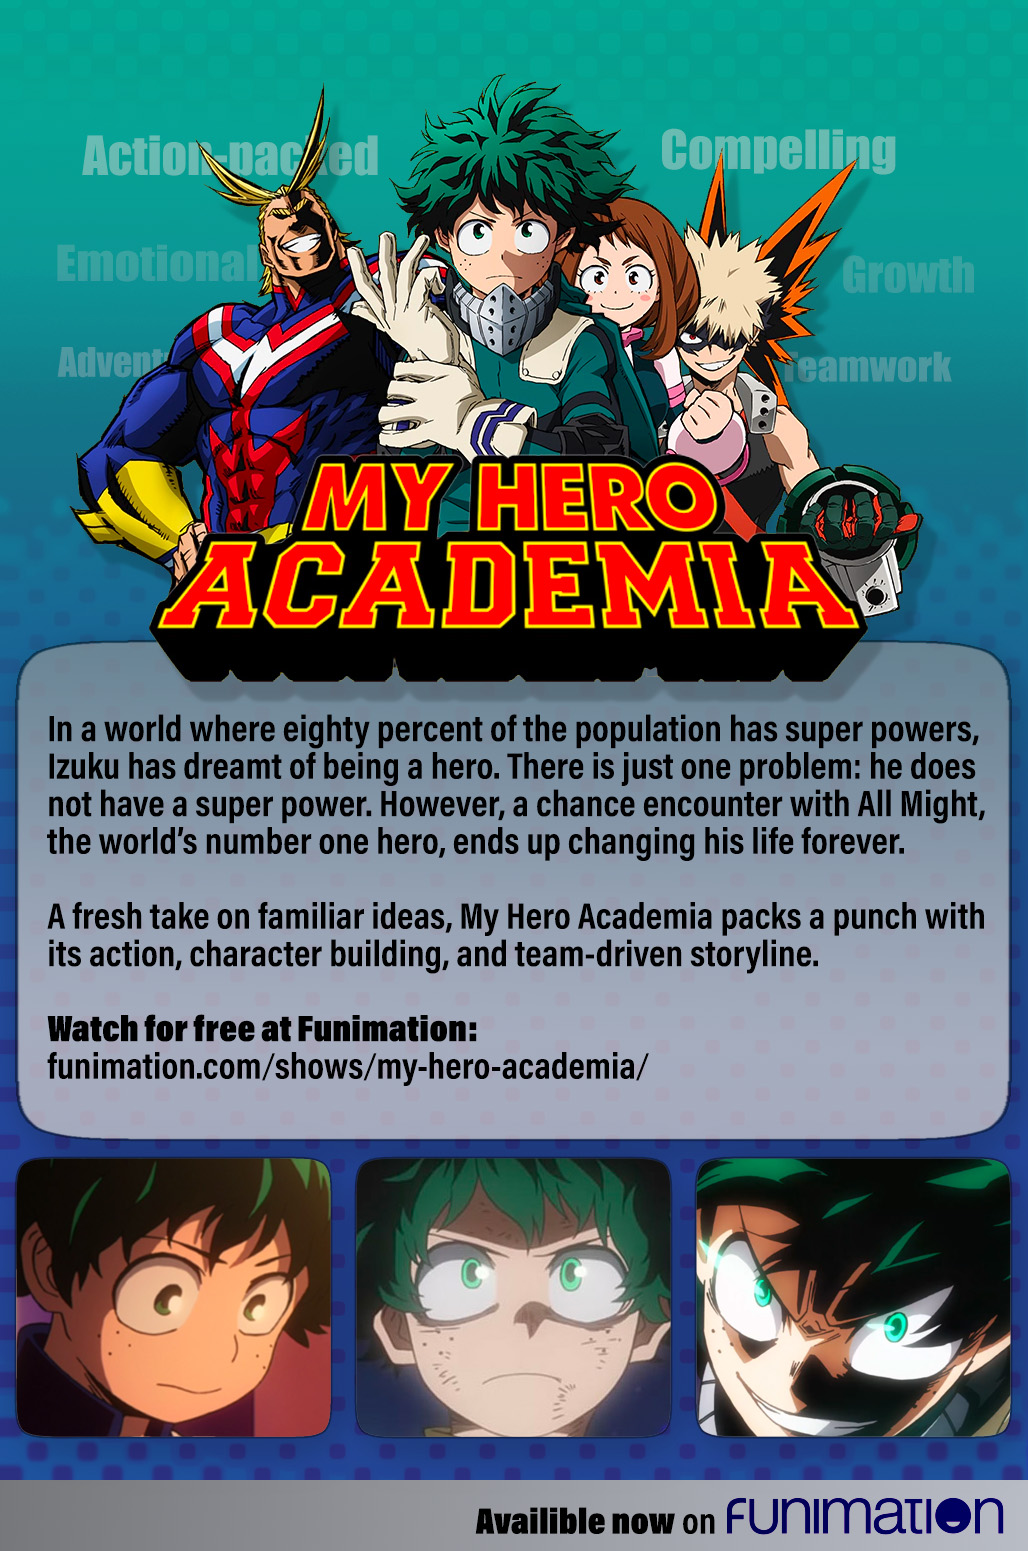 Action-packed
Compelling
Emotional
Growth
Advent
Teamwork
MY HERO
ACADEMIA
In a world where eighty percent of the population has super powers,
Izuku has dreamt of being a hero. There is just one problem: he does
not have a super power. However, a chance encounter with All Might,
the world’s number one hero, ends up changing his life forever.
A fresh take on familiar ideas, My Hero Academia packs a punch with
its action, character building, and team-driven storyline.
Watch for free at Funimation:
funimation.com/shows/my-hero-academia/
Availible now on FUNIMATION